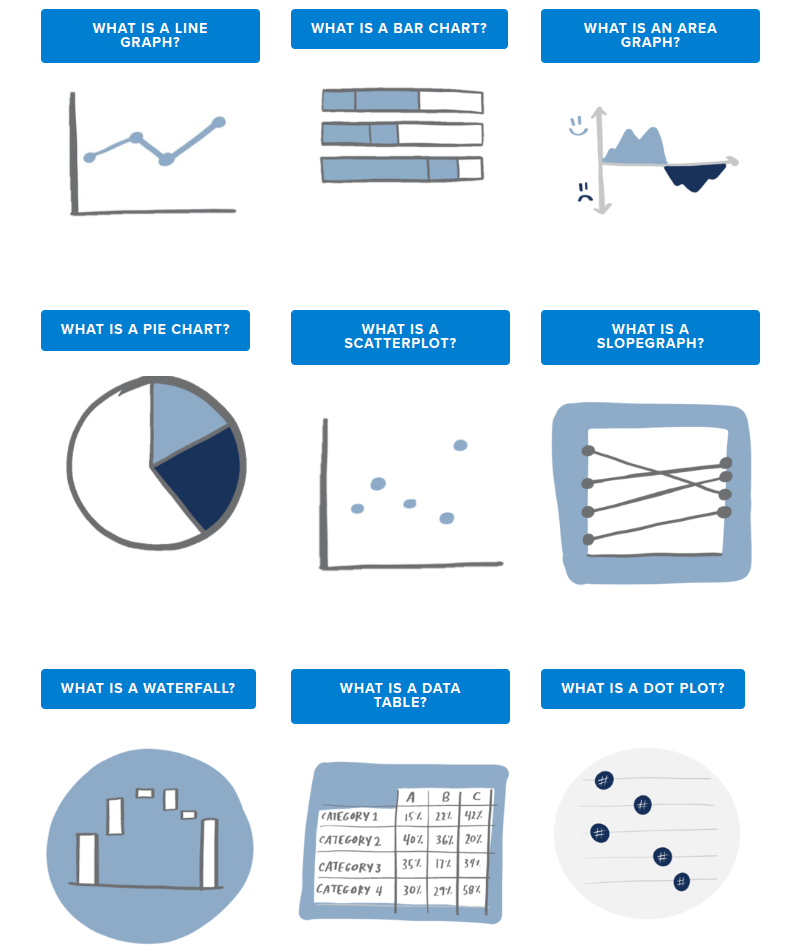 WHAT IS A LINE
GRAPH?
WHAT IS A BAR CHART?
WHAT IS AN AREA
GRAPH?
WHAT IS A PIE CHART?
WHAT IS A
SCATTERPLOT?
WHAT IS A
SLOPEGRAPH?
WHAT IS A WATERFALL?
WHAT IS A DATA
TABLE?
WHAT IS A DOT PLOT?
A B C
CATEGORY 1 15% 22% 42%
CATEGORY 2 40% 36% 20%
CATEGORY 3 35% 17% 34%
CATEGORY 4 30% 29% 58%
#
#
#
#
#